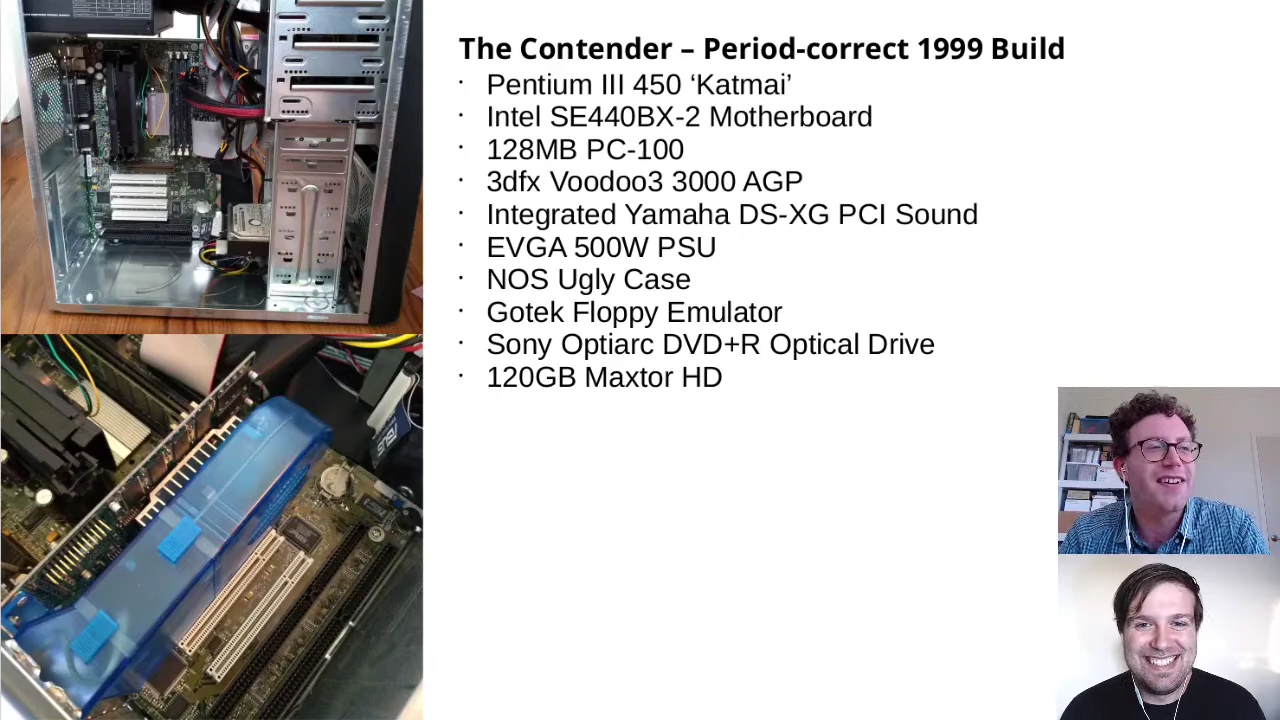 The Contender – Period-correct 1999 Build
· Pentium III 450 ‘Katmai’
· Intel SE440BX-2 Motherboard
· 128MB PC-100
· 3dfx Voodoo3 3000 AGP
· Integrated Yamaha DS-XG PCI Sound
· EVGA 500W PSU
· NOS Ugly Case
· Gotek Floppy Emulator
· Sony Optiarc DVD+R Optical Drive
· 120GB Maxtor HD